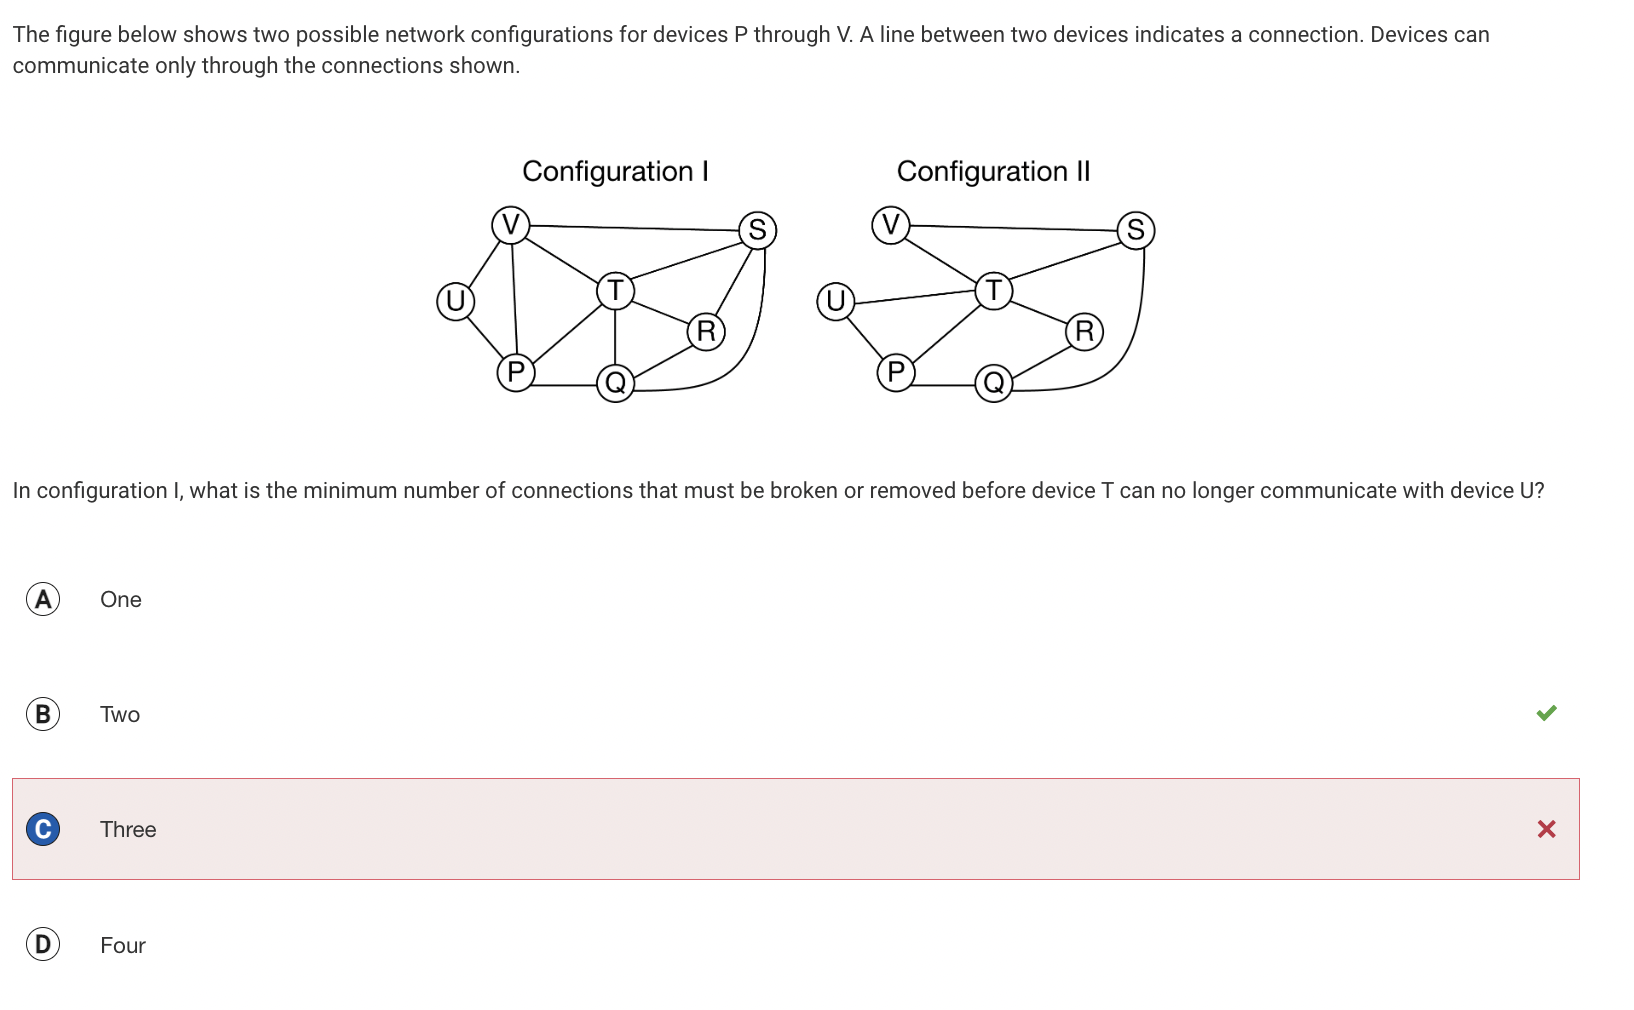 The figure below shows two possible network configurations for devices P through V. A line between two devices indicates a connection. Devices can
communicate only through the connections shown.
Configuration I
Configuration II
V
S
T
U
R
P
Q
V
S
T
U
R
P
Q
In configuration I, what is the minimum number of connections that must be broken or removed before device T can no longer communicate with device U?
A One
B Two
C Three
D Four